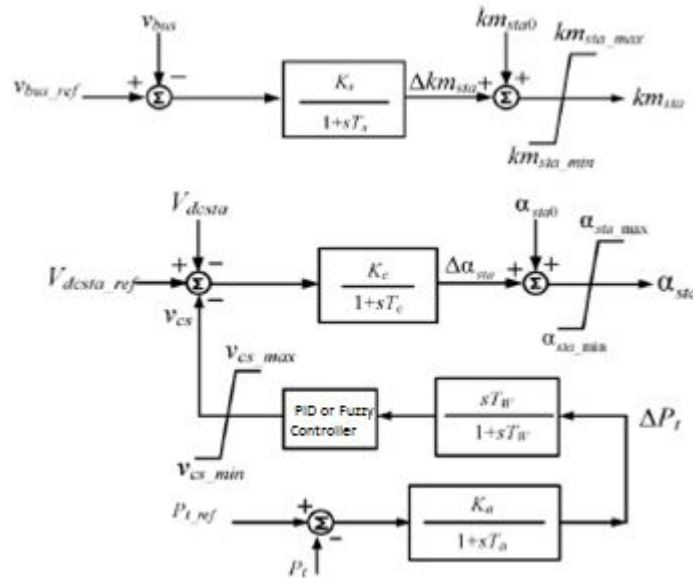 v_bus
km_sta0
km_sta_max
v_bus_ref + − Σ
K_s
1+sT_s
Δkm_sta + + Σ
km_sta
km_sta_min
V_dcsta
α_sta0
α_sta_max
V_dcsta_ref + − − Σ
K_c
1+sT_c
Δα_sta + + Σ
α_sta
α_sta_min
v_cs
v_cs_max
PID or Fuzzy
Controller
sT_W
1+sT_W
ΔP_t
v_cs_min
P_t_ref + − Σ
K_a
1+sT_a
P_t